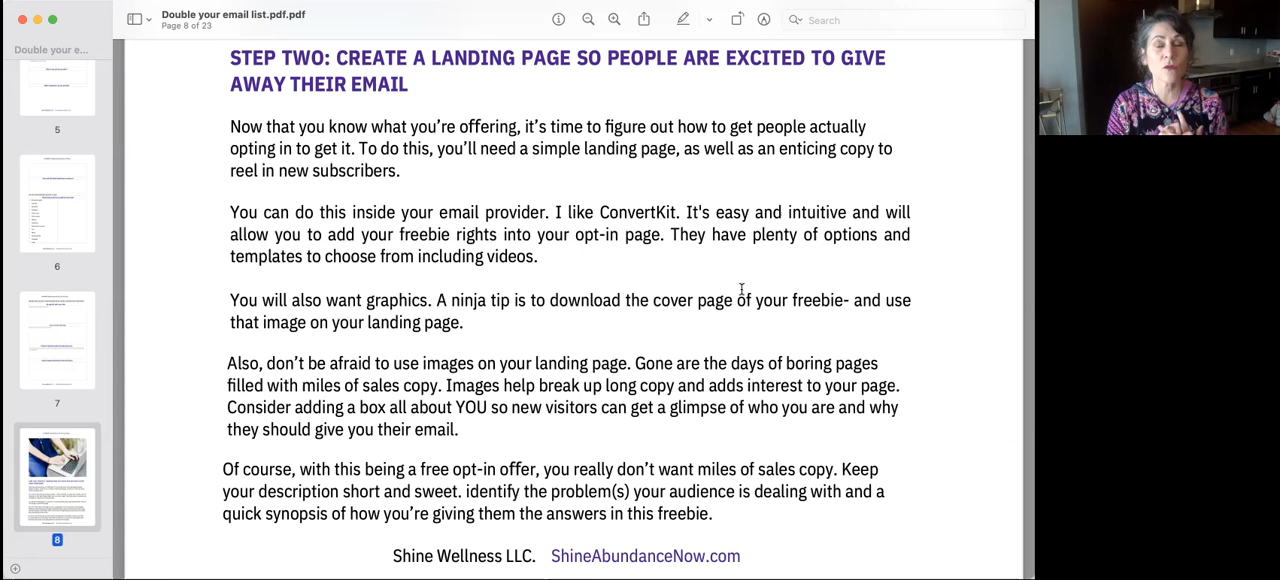 Double your email list.pdf.pdf
Page 8 of 23
Search
Double your e...
5
6
7
8
STEP TWO: CREATE A LANDING PAGE SO PEOPLE ARE EXCITED TO GIVE
AWAY THEIR EMAIL
Now that you know what you're offering, it's time to figure out how to get people actually
opting in to get it. To do this, you'll need a simple landing page, as well as an enticing copy to
reel in new subscribers.
You can do this inside your email provider. I like ConvertKit. It's easy and intuitive and will
allow you to add your freebie rights into your opt-in page. They have plenty of options and
templates to choose from including videos.
You will also want graphics. A ninja tip is to download the cover page of your freebie- and use
that image on your landing page.
Also, don't be afraid to use images on your landing page. Gone are the days of boring pages
filled with miles of sales copy. Images help break up long copy and adds interest to your page.
Consider adding a box all about YOU so new visitors can get a glimpse of who you are and why
they should give you their email.
Of course, with this being a free opt-in offer, you really don't want miles of sales copy. Keep
your description short and sweet. identify the problem(s) your audience is dealing with and a
quick synopsis of how you're giving them the answers in this freebie.
Shine Wellness LLC. ShineAbundanceNow.com